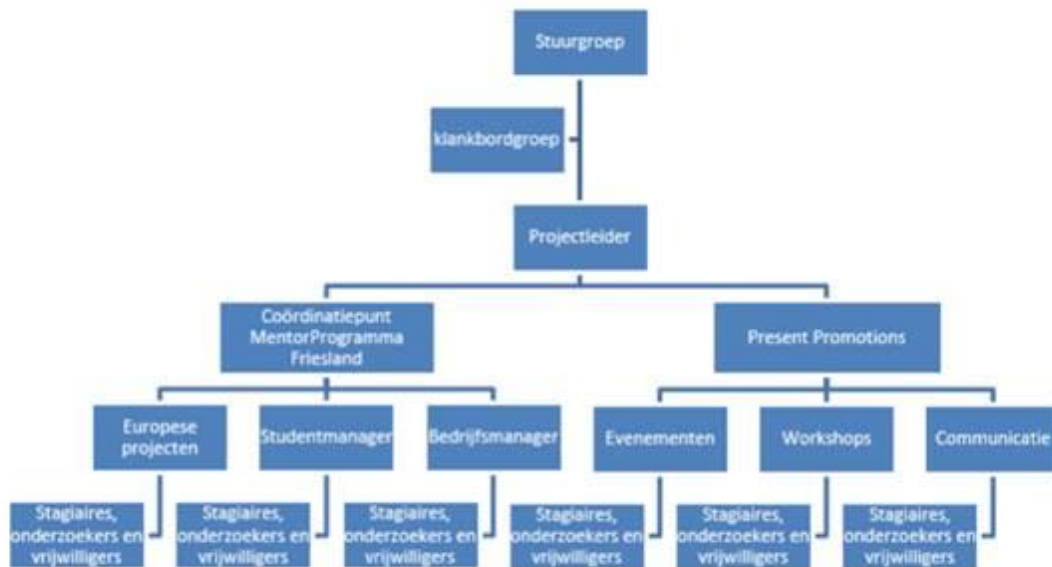 Stuurgroep
klankbordgroep
Projectleider
Coördinatiepunt
MentorProgramma
Friesland
Present Promotions
Europese
projecten
Studentmanager
Bedrijfsmanager
Evenementen
Workshops
Communicatie
Stagiaires,
onderzoekers en
vrijwilligers
Stagiaires,
onderzoekers en
vrijwilligers
Stagiaires,
onderzoekers en
vrijwilligers
Stagiaires,
onderzoekers en
vrijwilligers
Stagiaires,
onderzoekers en
vrijwilligers
Stagiaires,
onderzoekers en
vrijwilligers